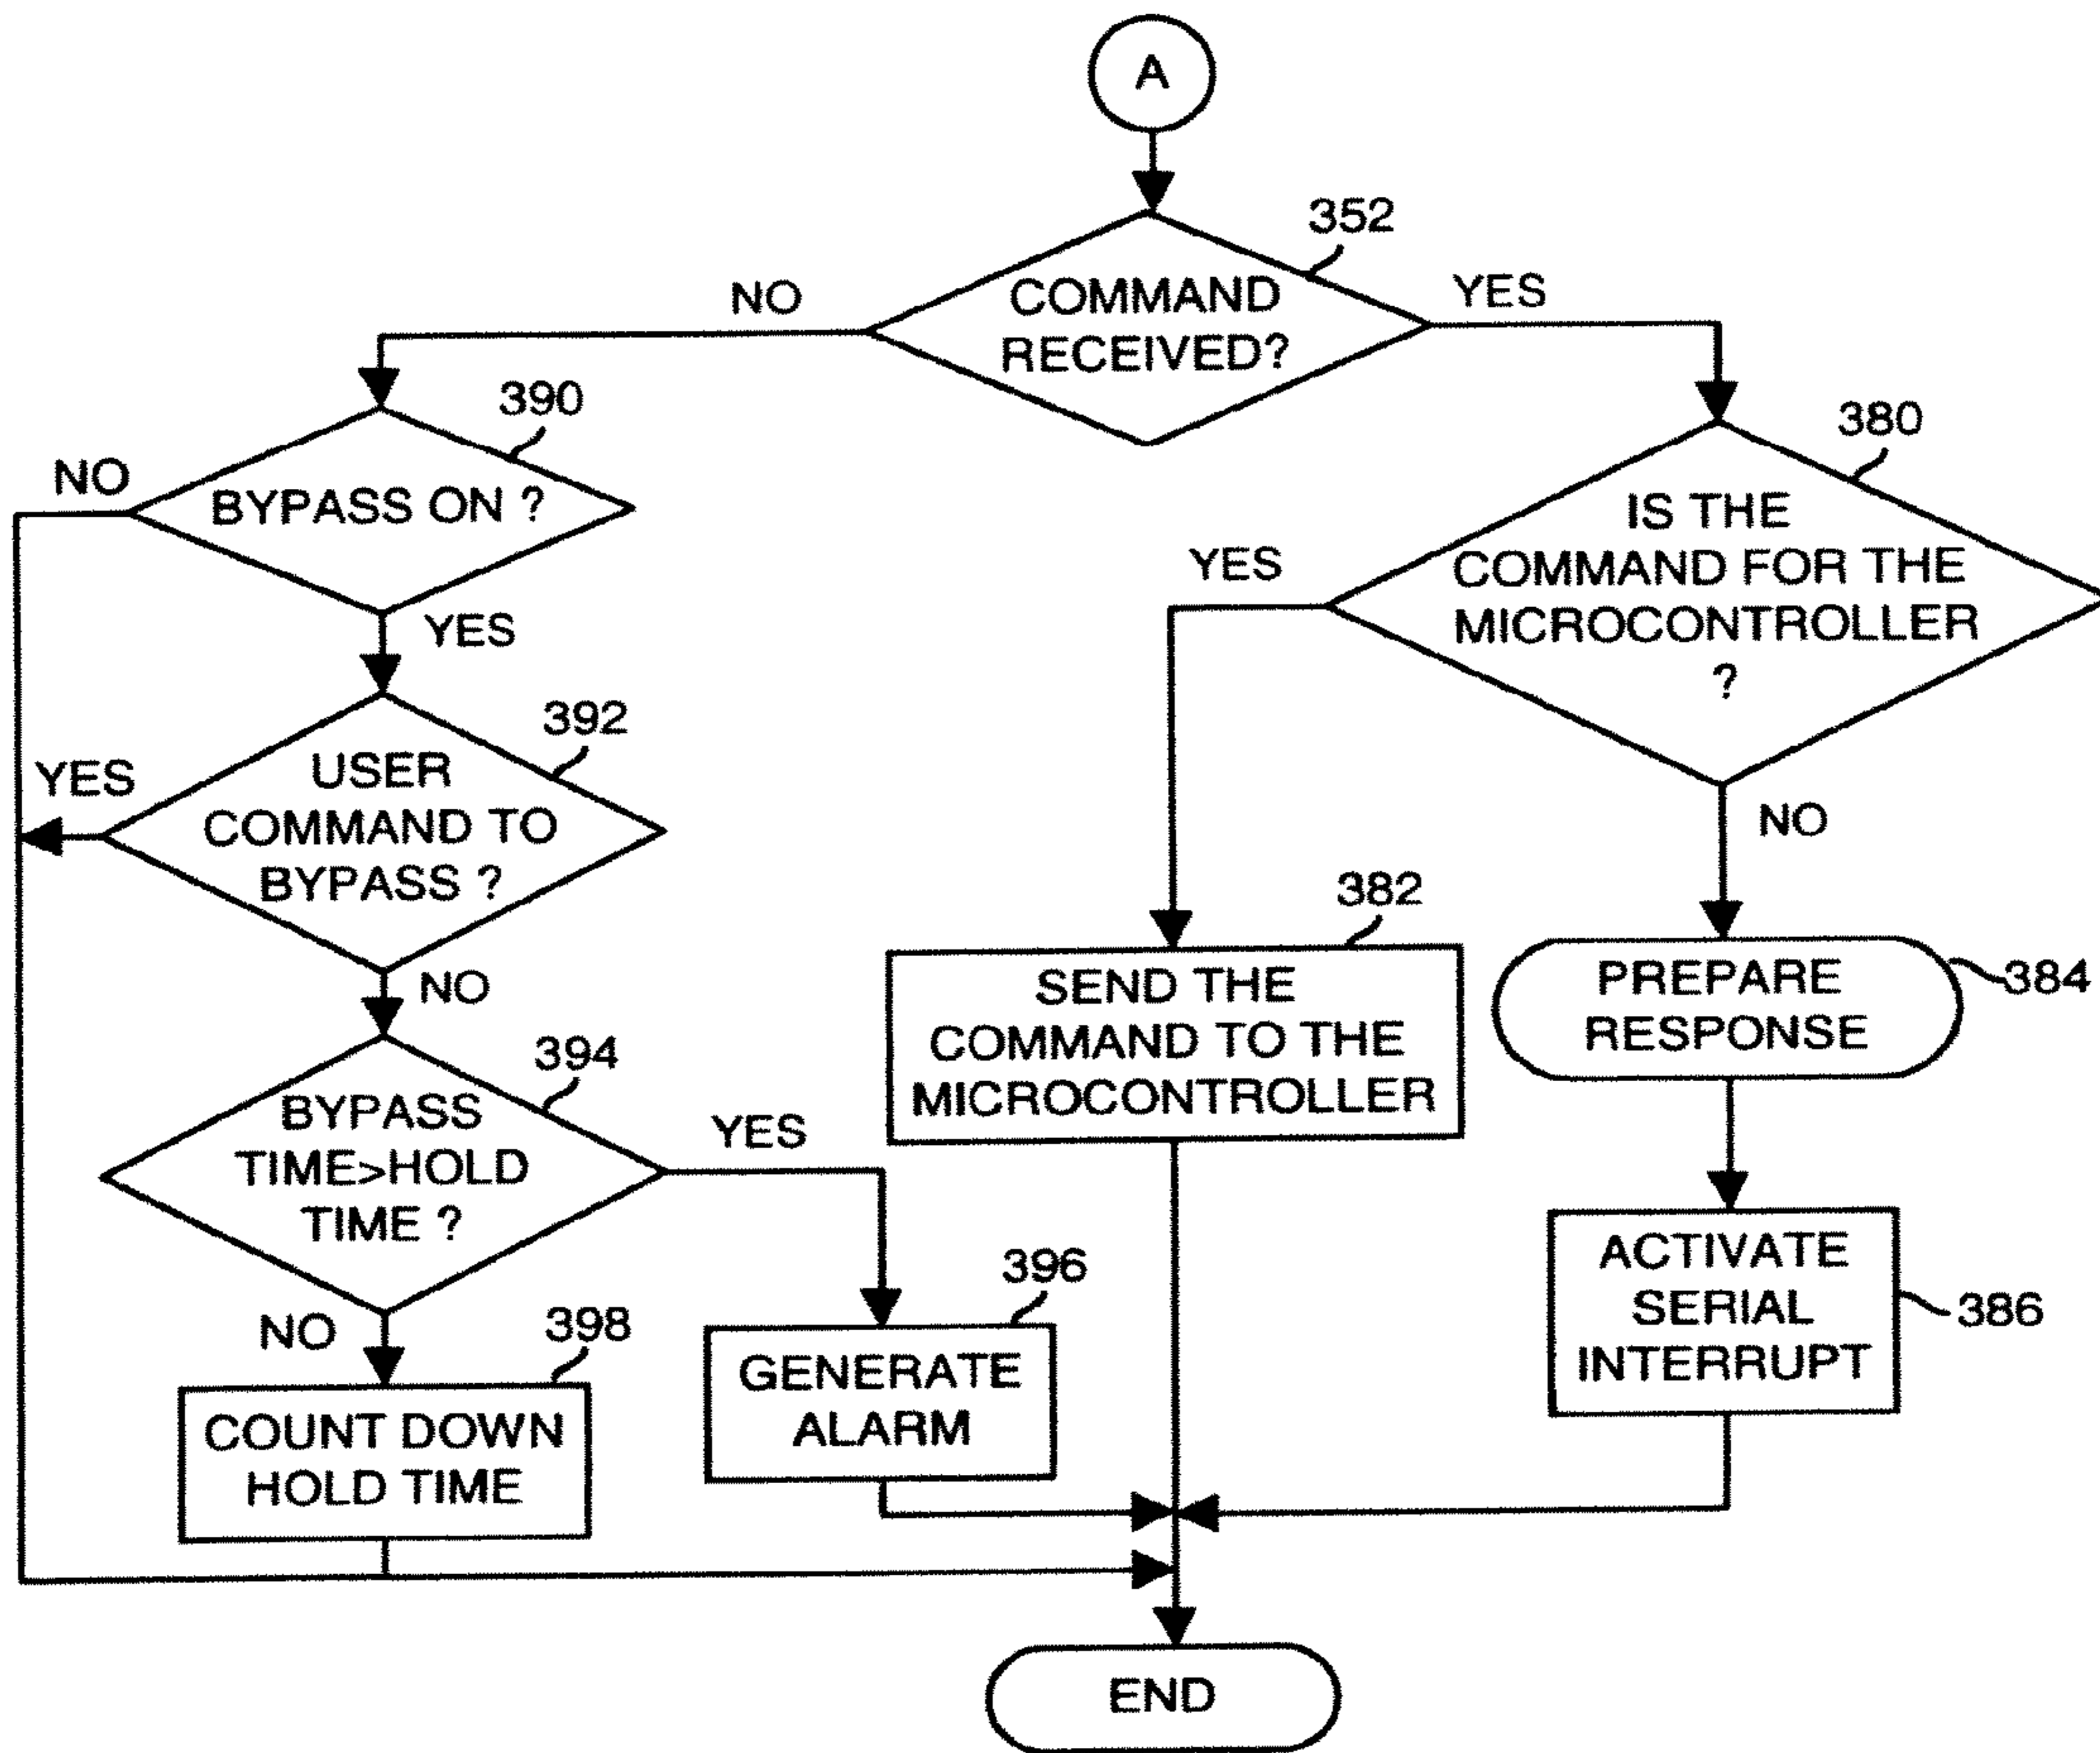 A
352
COMMAND
RECEIVED?
NO
YES
390
BYPASS ON ?
NO
YES
380
IS THE
COMMAND FOR THE
MICROCONTROLLER
?
YES
NO
392
USER
COMMAND TO
BYPASS ?
YES
NO
382
SEND THE
COMMAND TO THE
MICROCONTROLLER
PREPARE
RESPONSE
384
394
BYPASS
TIME>HOLD
TIME ?
YES
NO
396
GENERATE
ALARM
ACTIVATE
SERIAL
INTERRUPT
386
398
COUNT DOWN
HOLD TIME
END